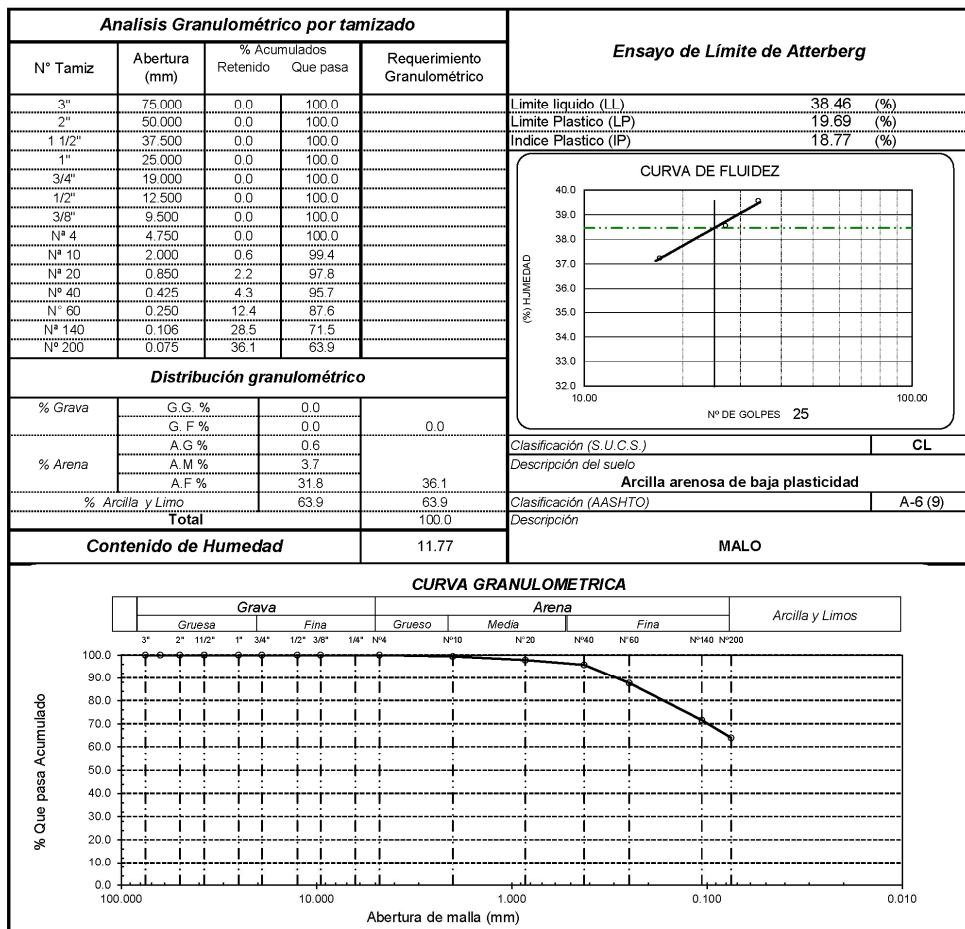 Analisis Granulométrico por tamizado
N° Tamiz
Abertura (mm)
% Acumulados
Retenido Que pasa
Requerimiento Granulométrico
3" 75.000 0.0 100.0
2" 50.000 0.0 100.0
1 1/2" 37.500 0.0 100.0
1" 25.000 0.0 100.0
3/4" 19.000 0.0 100.0
1/2" 12.500 0.0 100.0
3/8" 9.500 0.0 100.0
Nª 4 4.750 0.0 100.0
Nª 10 2.000 0.6 99.4
Nª 20 0.850 2.2 97.8
Nº 40 0.425 4.3 95.7
N° 60 0.250 12.4 87.6
Nª 140 0.106 28.5 71.5
Nº 200 0.075 36.1 63.9
Distribución granulométrico
% Grava G.G. % 0.0
G. F % 0.0 0.0
A.G % 0.6
% Arena A.M % 3.7
A.F % 31.8 36.1
% Arcilla y Limo 63.9 63.9
Total 100.0
Contenido de Humedad 11.77
Ensayo de Límite de Atterberg
Limite liquido (LL) 38.46 (%)
Limite Plastico (LP) 19.69 (%)
Indice Plastico (IP) 18.77 (%)
CURVA DE FLUIDEZ
(%) HJMEDAD
40.0
39.0
38.0
37.0
36.0
35.0
34.0
33.0
32.0
10.00 100.00
Nº DE GOLPES 25
Clasificación (S.U.C.S.) CL
Descripción del suelo
Arcilla arenosa de baja plasticidad
Clasificación (AASHTO) A-6 (9)
Descripción
MALO
CURVA GRANULOMETRICA
Grava Arena Arcilla y Limos
Gruesa Fina Grueso Media Fina
3" 2" 11/2" 1" 3/4" 1/2" 3/8" 1/4" Nº4 Nº10 N°20 Nº40 N°60 Nº140 Nº200
% Que pasa Acumulado
100.0
90.0
80.0
70.0
60.0
50.0
40.0
30.0
20.0
10.0
0.0
100.000 10.000 1.000 0.100 0.010
Abertura de malla (mm)